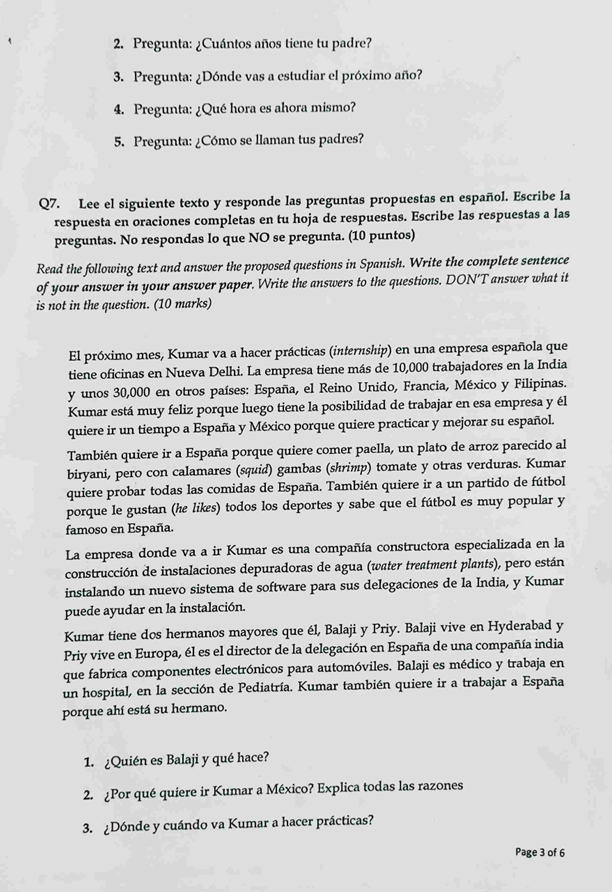 2. Pregunta: ¿Cuántos años tiene tu padre?
3. Pregunta: ¿Dónde vas a estudiar el próximo año?
4. Pregunta: ¿Qué hora es ahora mismo?
5. Pregunta: ¿Cómo se llaman tus padres?
Q7. Lee el siguiente texto y responde las preguntas propuestas en español. Escribe la
respuesta en oraciones completas en tu hoja de respuestas. Escribe las respuestas a las
preguntas. No respondas lo que NO se pregunta. (10 puntos)
Read the following text and answer the proposed questions in Spanish. Write the complete sentence
of your answer in your answer paper. Write the answers to the questions. DON'T answer what it
is not in the question. (10 marks)
El próximo mes, Kumar va a hacer prácticas (internship) en una empresa española que
tiene oficinas en Nueva Delhi. La empresa tiene más de 10,000 trabajadores en la India
y unos 30,000 en otros países: España, el Reino Unido, Francia, México y Filipinas.
Kumar está muy feliz porque luego tiene la posibilidad de trabajar en esa empresa y él
quiere ir un tiempo a España y México porque quiere practicar y mejorar su español.
También quiere ir a España porque quiere comer paella, un plato de arroz parecido al
biryani, pero con calamares (squid) gambas (shrimp) tomate y otras verduras. Kumar
quiere probar todas las comidas de España. También quiere ir a un partido de fútbol
porque le gustan (he likes) todos los deportes y sabe que el fútbol es muy popular y
famoso en España.
La empresa donde va a ir Kumar es una compañía constructora especializada en la
construcción de instalaciones depuradoras de agua (water treatment plants), pero están
instalando un nuevo sistema de software para sus delegaciones de la India, y Kumar
puede ayudar en la instalación.
Kumar tiene dos hermanos mayores que él, Balaji y Priy. Balaji vive en Hyderabad y
Priy vive en Europa, él es el director de la delegación en España de una compañía india
que fabrica componentes electrónicos para automóviles. Balaji es médico y trabaja en
un hospital, en la sección de Pediatría. Kumar también quiere ir a trabajar a España
porque ahí está su hermano.
1. ¿Quién es Balaji y qué hace?
2. ¿Por qué quiere ir Kumar a México? Explica todas las razones
3. ¿Dónde y cuándo va Kumar a hacer prácticas?
Page 3 of 6